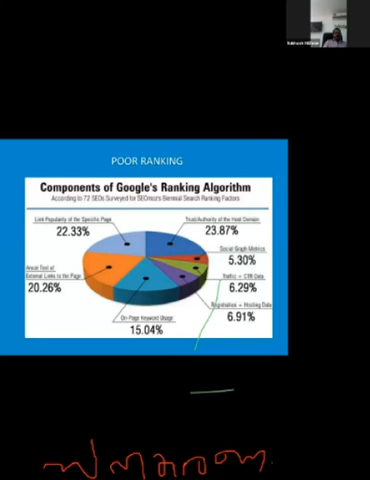 POOR RANKING
Components of Google's Ranking Algorithm
According to 72 SEOs Surveyed for SEOmoz's Biennial Search Ranking Factors
Link Popularity of the Specific Page
22.33%
Trust/Authority of the Host Domain
23.87%
Social Graph Metrics
5.30%
Anchor Text of
External Links to the Page
20.26%
Traffic + CTR Data
6.29%
Registration + Hosting Data
6.91%
On-Page Keyword Usage
15.04%